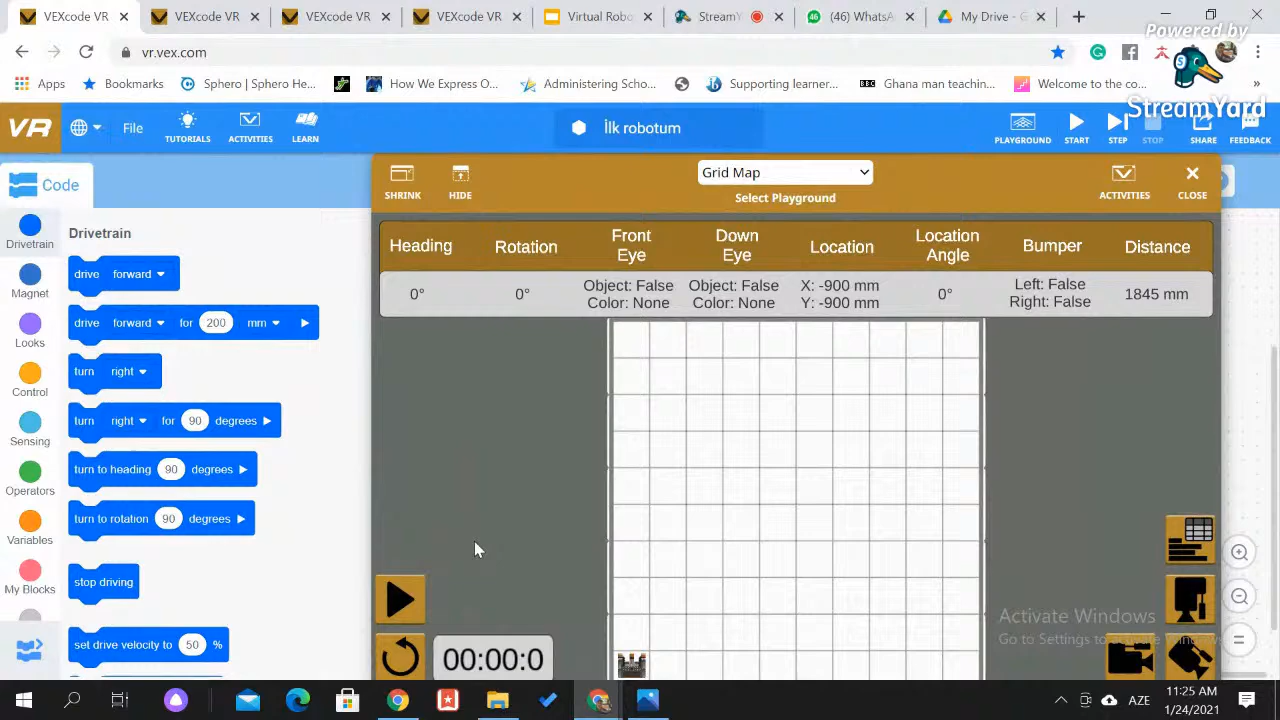 VEXcode VR
VEXcode VR
VEXcode VR
VEXcode VR
Virtual Robo
StreamY
(46) WhatsA
My Drive - G
Powered by
vr.vex.com
StreamYard
Apps
Bookmarks
Sphero | Sphero He...
How We Express O...
Administering Schoo...
Supporting learner...
BBC
Ghana man teachin...
Welcome to the co...
»
VR
File
TUTORIALS
ACTIVITIES
LEARN
İlk robotum
PLAYGROUND
START
STEP
STOP
SHARE
FEEDBACK
Code
SHRINK
HIDE
Grid Map
Select Playground
ACTIVITIES
CLOSE
Drivetrain
Magnet
Looks
Control
Sensing
Operators
Variables
My Blocks
Drivetrain
drive forward
drive forward for 200 mm
turn right
turn right for 90 degrees
turn to heading 90 degrees
turn to rotation 90 degrees
stop driving
set drive velocity to 50 %
Heading
Rotation
Front Eye
Down Eye
Location
Location Angle
Bumper
Distance
0°
0°
Object: False
Color: None
Object: False
Color: None
X: -900 mm
Y: -900 mm
0°
Left: False
Right: False
1845 mm
00:00:0
Activate Windows
Go to Settings to activate Windows.
AZE
11:25 AM
1/24/2021